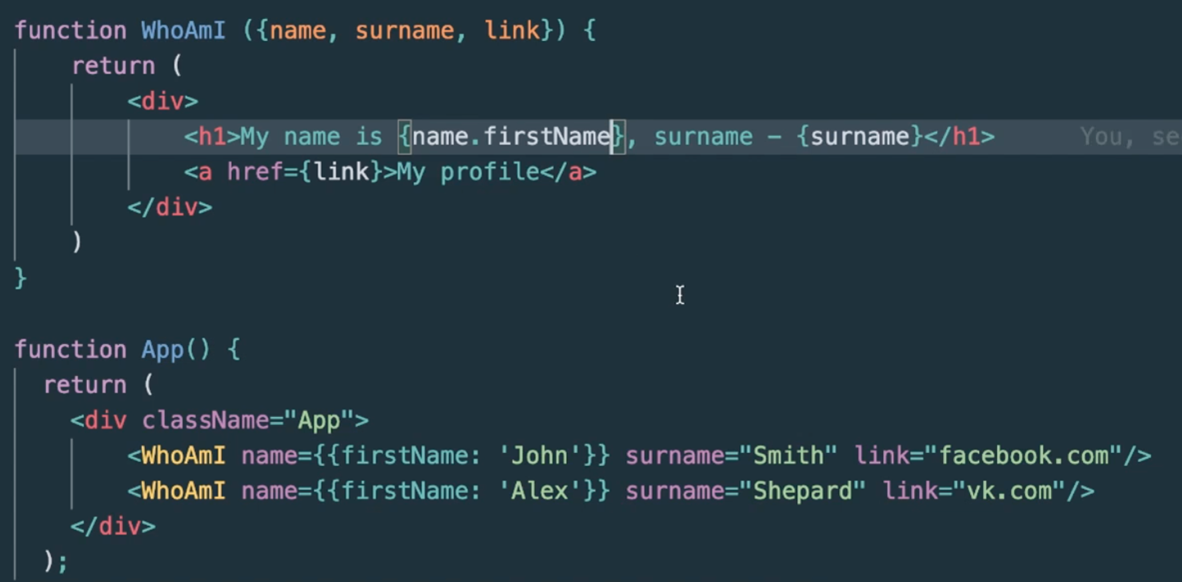 function WhoAmI ({name, surname, link}) {
    return (
        <div>
            <h1>My name is {name.firstName}, surname - {surname}</h1> You, se
            <a href={link}>My profile</a>
        </div>
    )
}
function App() {
  return (
    <div className="App">
        <WhoAmI name={{firstName: 'John'}} surname="Smith" link="facebook.com"/>
        <WhoAmI name={{firstName: 'Alex'}} surname="Shepard" link="vk.com"/>
    </div>
  );